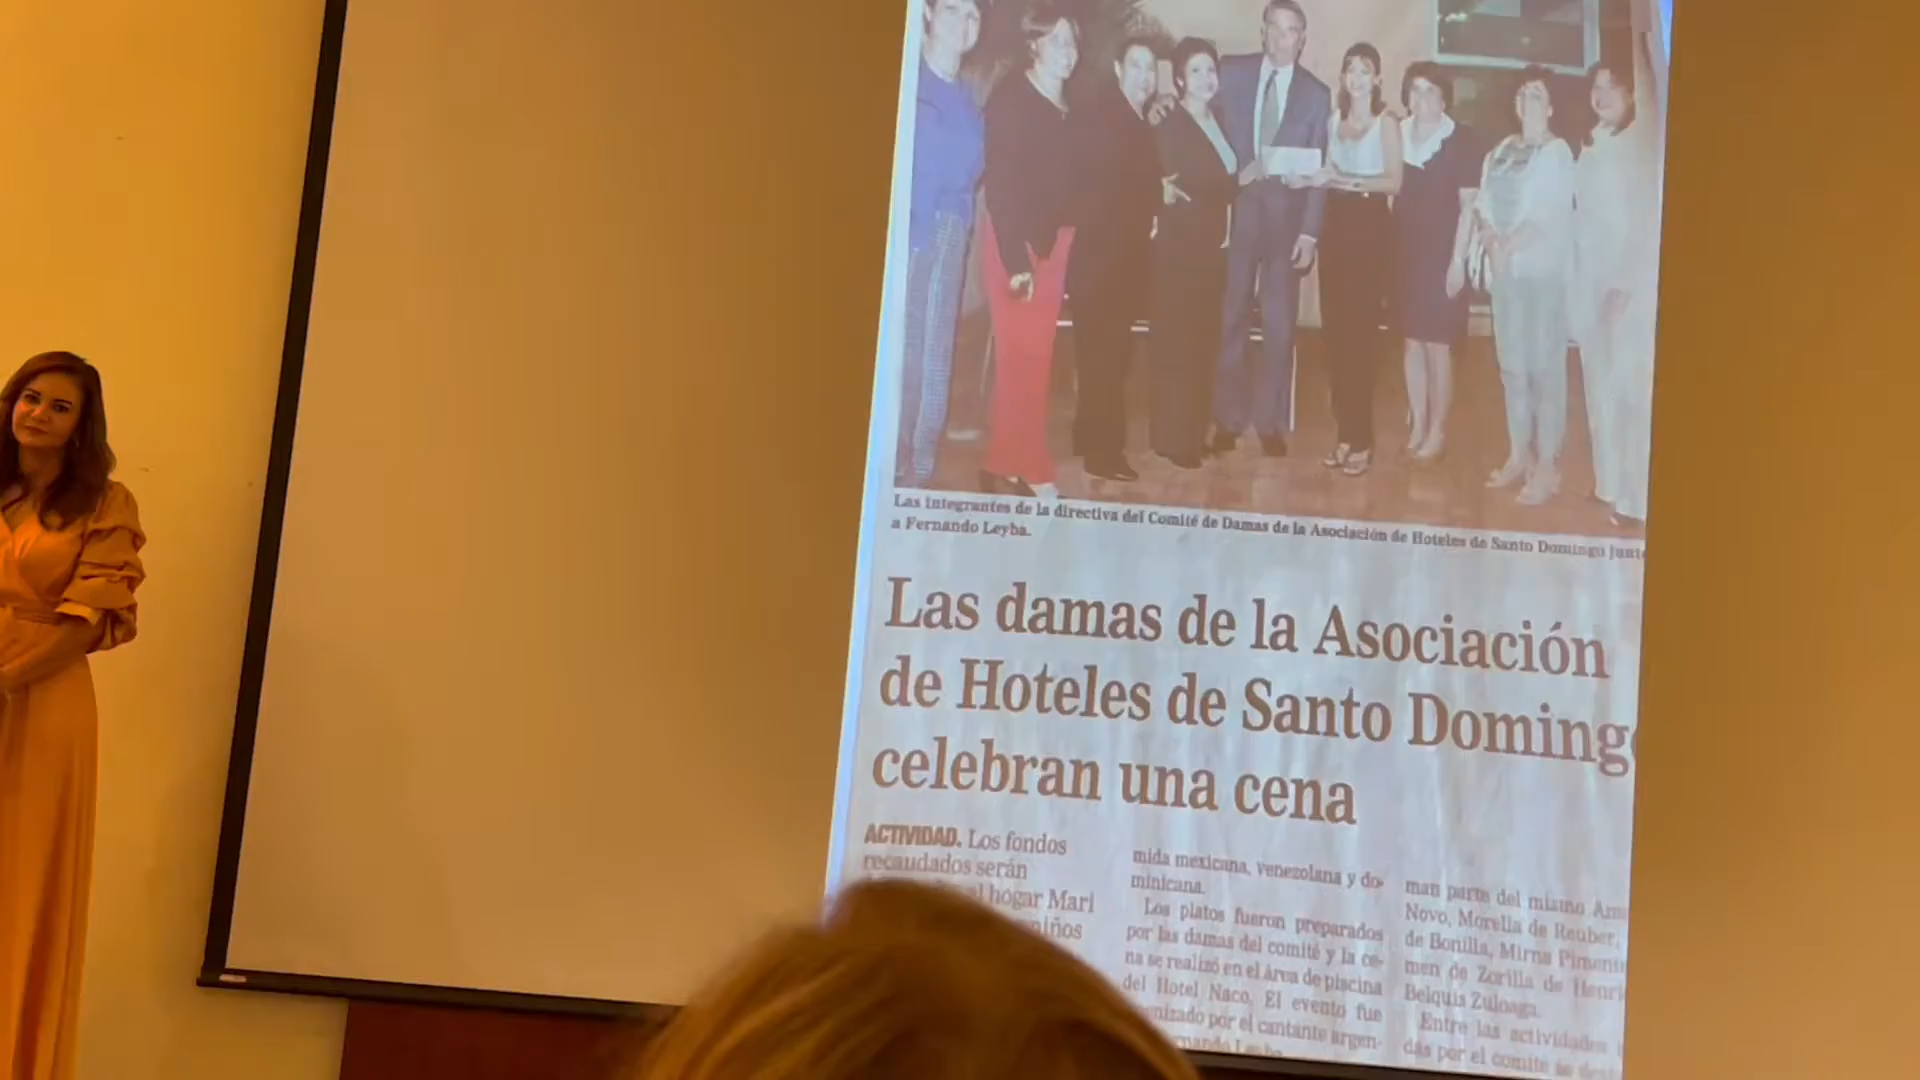 Las integrantes de la directiva del Comité de Damas de la Asociación de Hoteles de Santo Domingo junto
a Fernando Leyba.
Las damas de la Asociación
de Hoteles de Santo Domingo
celebran una cena
ACTIVIDAD. Los fondos
recaudados serán
al hogar Mari
niños
mida mexicana, venezolana y do-
minicana.
Los platos fueron preparados
por las damas del comité y la ce-
na se realizó en el área de piscina
del Hotel Naco. El evento fue
nizado por el cantante argen-
man parte del mismo
Novo, Morella de Reuber,
de Bonilla, Mirna
men de Zorilla de
Belquis Zuloaga.
Entre las actividades
das por el comité se